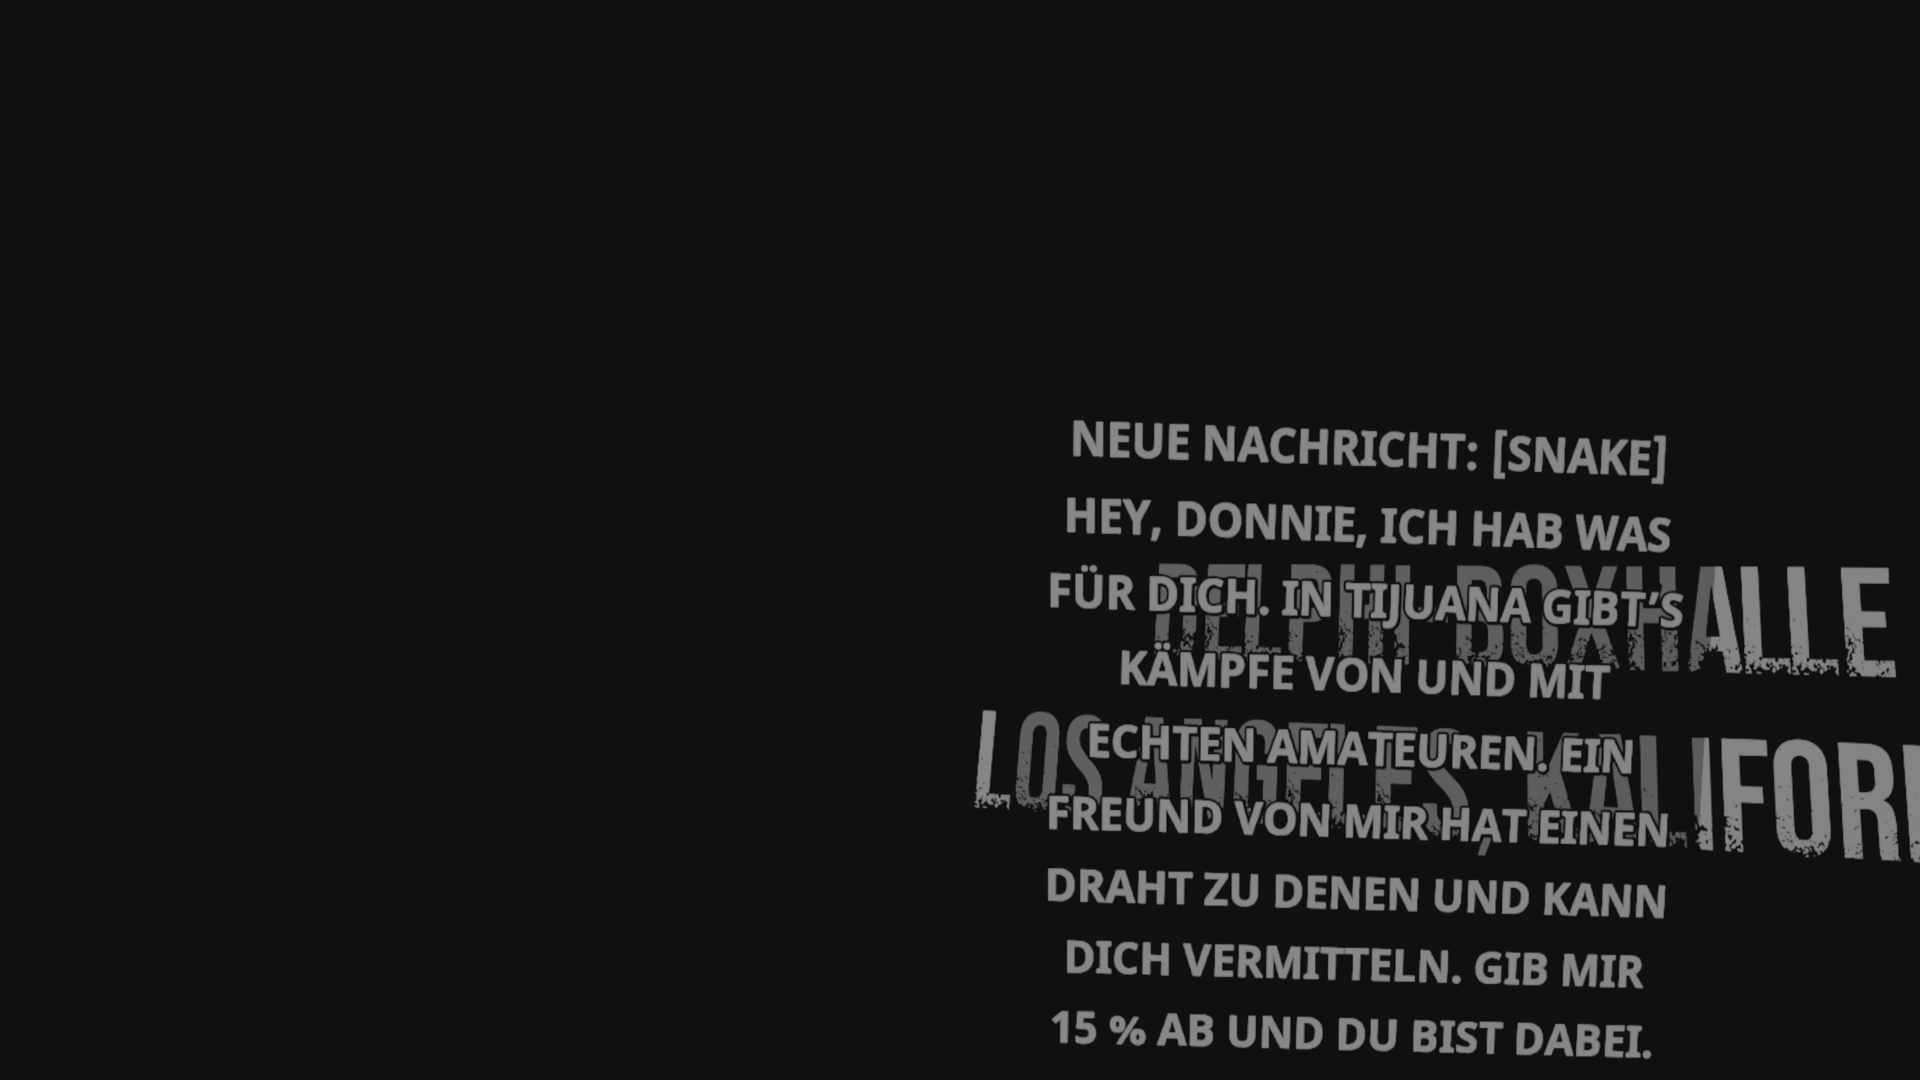 NEUE NACHRICHT: [SNAKE]
HEY, DONNIE, ICH HAB WAS
FÜR DICH. IN TIJUANA GIBT'S
KÄMPFE VON UND MIT
ECHTEN AMATEUREN. EIN
FREUND VON MIR HAT EINEN
DRAHT ZU DENEN UND KANN
DICH VERMITTELN. GIB MIR
15 % AB UND DU BIST DABEI.
DELPHI BOXHALLE
LOS ANGELES, KALIFOR